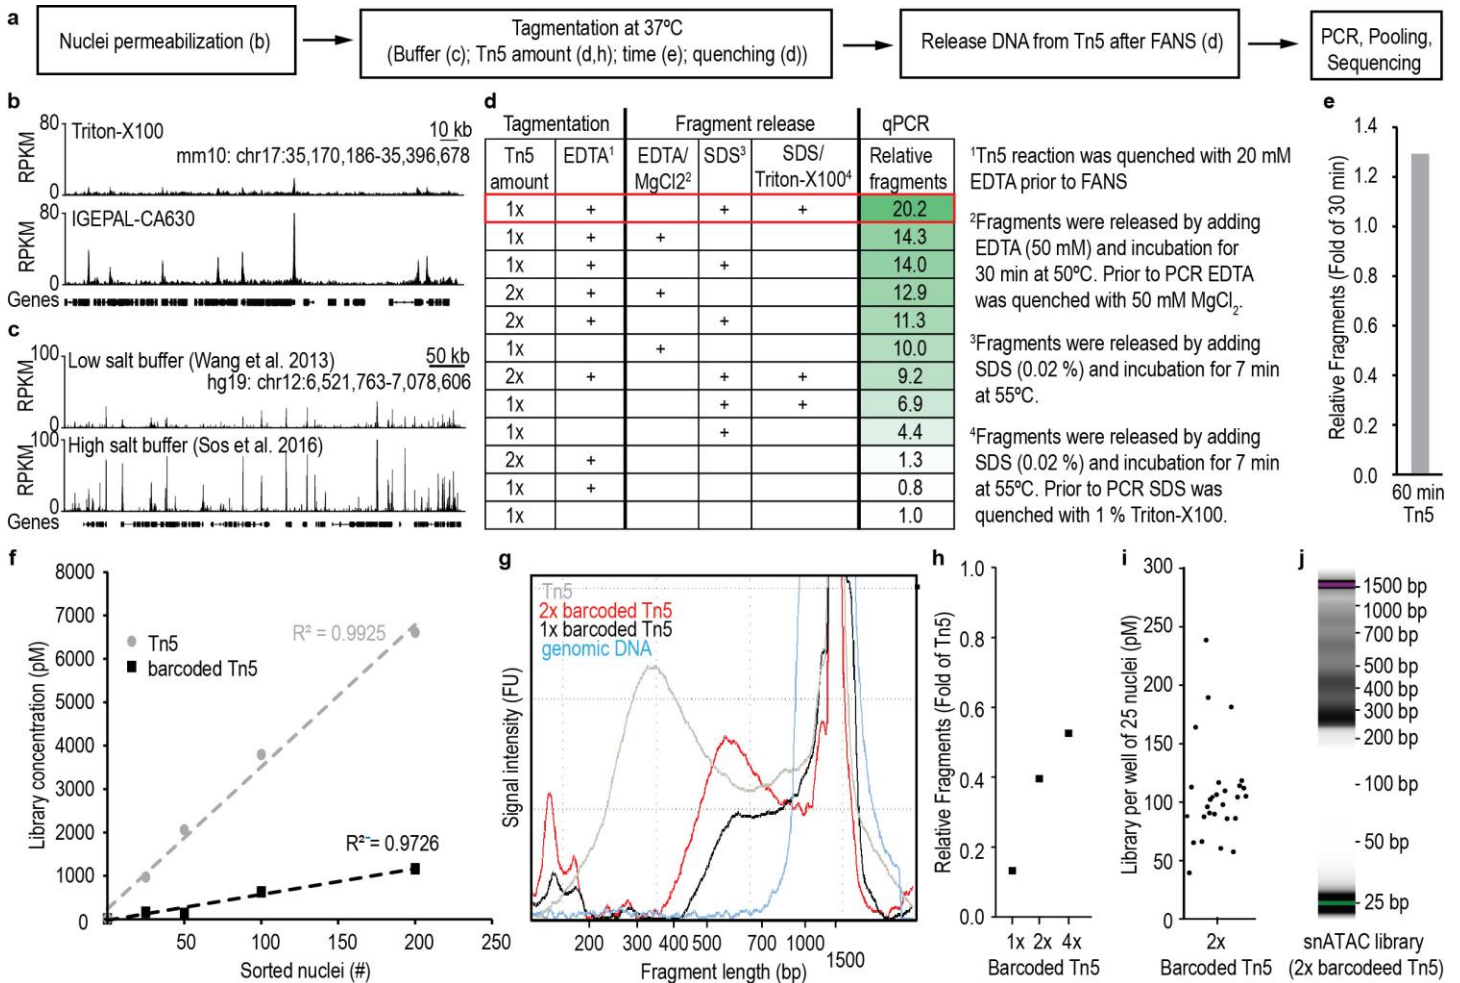 a
Nuclei permeabilization (b)
Tagmentation at 37ºC
(Buffer (c); Tn5 amount (d,h); time (e); quenching (d))
Release DNA from Tn5 after FANS (d)
PCR, Pooling,
Sequencing
b
80
Triton-X100
10 kb
mm10: chr17:35,170,186-35,396,678
RPKM
0
80
IGEPAL-CA630
RPKM
0
Genes
c
100
Low salt buffer (Wang et al. 2013)
50 kb
hg19: chr12:6,521,763-7,078,606
RPKM
0
100
High salt buffer (Sos et al. 2016)
RPKM
0
Genes
d
Tagmentation Fragment release qPCR
Tn5 amount EDTA¹ EDTA/ MgCl2² SDS³ SDS/ Triton-X100⁴ Relative fragments
1x + + + 20.2
1x + + 14.3
1x + + 14.0
2x + + 12.9
2x + + 11.3
1x + 10.0
2x + + + 9.2
1x + + 6.9
1x + 4.4
2x + 1.3
1x + 0.8
1x 1.0
¹Tn5 reaction was quenched with 20 mM
EDTA prior to FANS
²Fragments were released by adding
EDTA (50 mM) and incubation for
30 min at 50ºC. Prior to PCR EDTA
was quenched with 50 mM MgCl₂.
³Fragments were released by adding
SDS (0.02 %) and incubation for 7 min
at 55ºC.
⁴Fragments were released by adding
SDS (0.02 %) and incubation for 7 min
at 55ºC. Prior to PCR SDS was
quenched with 1 % Triton-X100.
e
Relative Fragments (Fold of 30 min)
1.4
1.2
1.0
0.8
0.6
0.4
0.2
0.0
60 min
Tn5
f
Library concentration (pM)
8000
7000
6000
5000
4000
3000
2000
1000
0
Tn5
barcoded Tn5
R² = 0.9925
R² = 0.9726
50 100 150 200 250
Sorted nuclei (#)
g
Signal intensity (FU)
Tn5
2x barcoded Tn5
1x barcoded Tn5
genomic DNA
200 300 400 500 700 1000 1500
Fragment length (bp)
h
Relative Fragments (Fold of Tn5)
1.0
0.8
0.6
0.4
0.2
0.0
1x 2x 4x
Barcoded Tn5
i
Library per well of 25 nuclei (pM)
300
250
200
150
100
50
0
2x
Barcoded Tn5
j
1500 bp
1000 bp
700 bp
500 bp
400 bp
300 bp
200 bp
100 bp
50 bp
25 bp
snATAC library
(2x barcodeed Tn5)